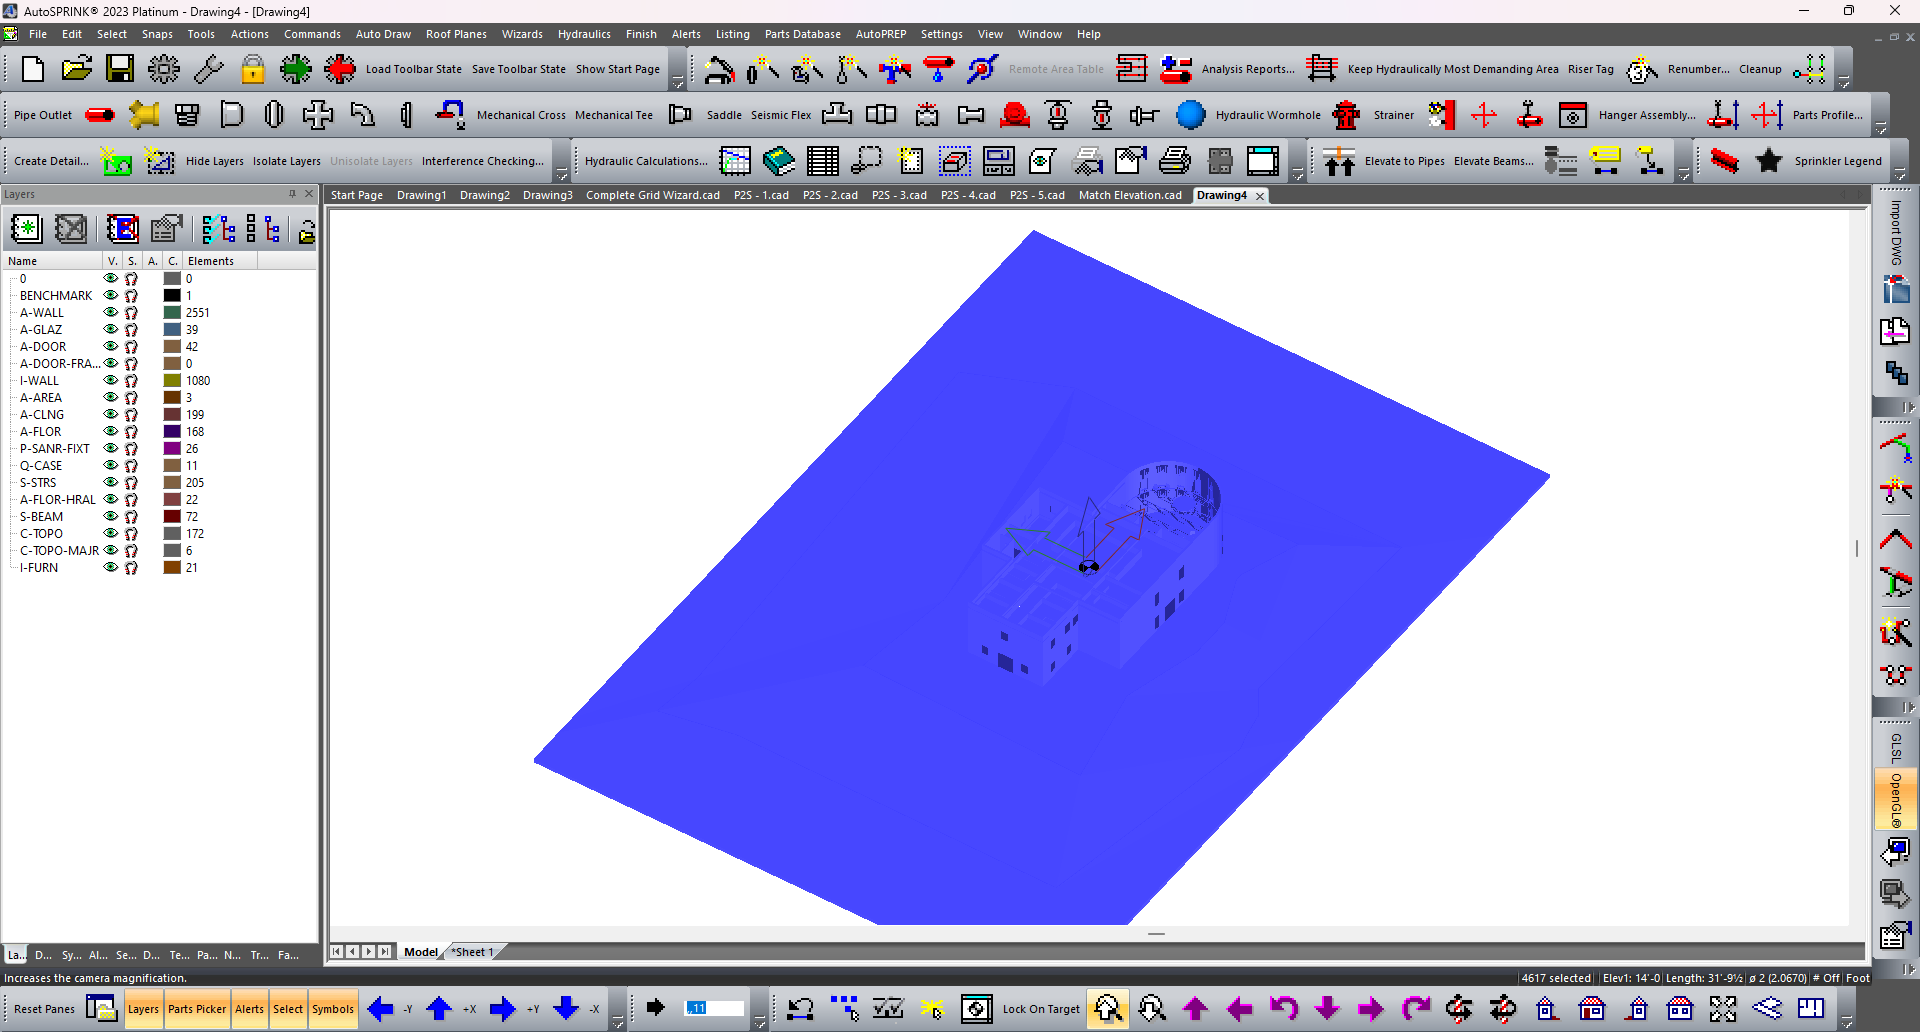 AutoSPRINK® 2023 Platinum - Drawing4 - [Drawing4]
File Edit Select Snaps Tools Actions Commands Auto Draw Roof Planes Wizards Hydraulics Finish Alerts Listing Parts Database AutoPREP Settings View Window Help
Load Toolbar State Save Toolbar State Show Start Page Remote Area Table Analysis Reports... Keep Hydraulically Most Demanding Area Riser Tag Renumber... Cleanup
Pipe Outlet Mechanical Cross Mechanical Tee Saddle Seismic Flex Hydraulic Wormhole Strainer Hanger Assembly... Parts Profile...
Create Detail... Hide Layers Isolate Layers Unisolate Layers Interference Checking... Hydraulic Calculations... Elevate to Pipes Elevate Beams... Sprinkler Legend
Layers
Start Page Drawing1 Drawing2 Drawing3 Complete Grid Wizard.cad P2S - 1.cad P2S - 2.cad P2S - 3.cad P2S - 4.cad P2S - 5.cad Match Elevation.cad Drawing4
Name V. S. A. C. Elements
0 0
BENCHMARK 1
A-WALL 2551
A-GLAZ 39
A-DOOR 42
A-DOOR-FRA... 0
I-WALL 1080
A-AREA 3
A-CLNG 199
A-FLOR 168
P-SANR-FIXT 26
Q-CASE 11
S-STRS 205
A-FLOR-HRAL 22
S-BEAM 72
C-TOPO 172
C-TOPO-MAJR 6
I-FURN 21
Import DWG
GLSL
OpenGL®
La... D... Sy... Al... Se... D... Te... Pa... N... Tr... Fa...
Model *Sheet 1
Increases the camera magnification.
4617 selected Elev1: 14'-0 Length: 31'-9½ ø 2 (2.0670) # Off Foot
Reset Panes Layers Parts Picker Alerts Select Symbols -Y +X +Y -X ,,11 Lock On Target